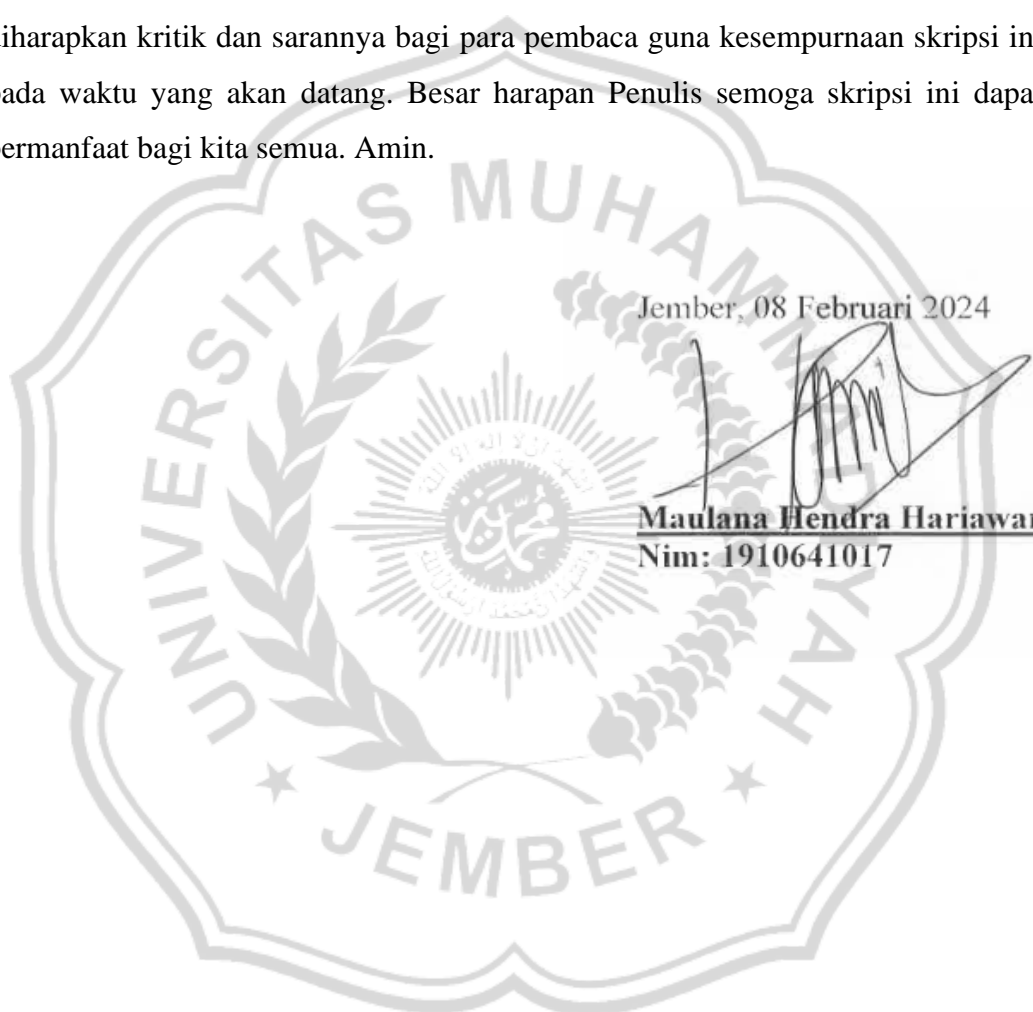 diharapkan kritik dan sarannya bagi para pembaca guna kesempurnaan skripsi in
pada waktu yang akan datang. Besar harapan Penulis semoga skripsi ini dapa
bermanfaat bagi kita semua. Amin.
UNIVERSITAS MUHAMMADIYAH
JEMBER
Jember, 08 Februari 2024
Maulana Hendra Hariawan
Nim: 1910641017